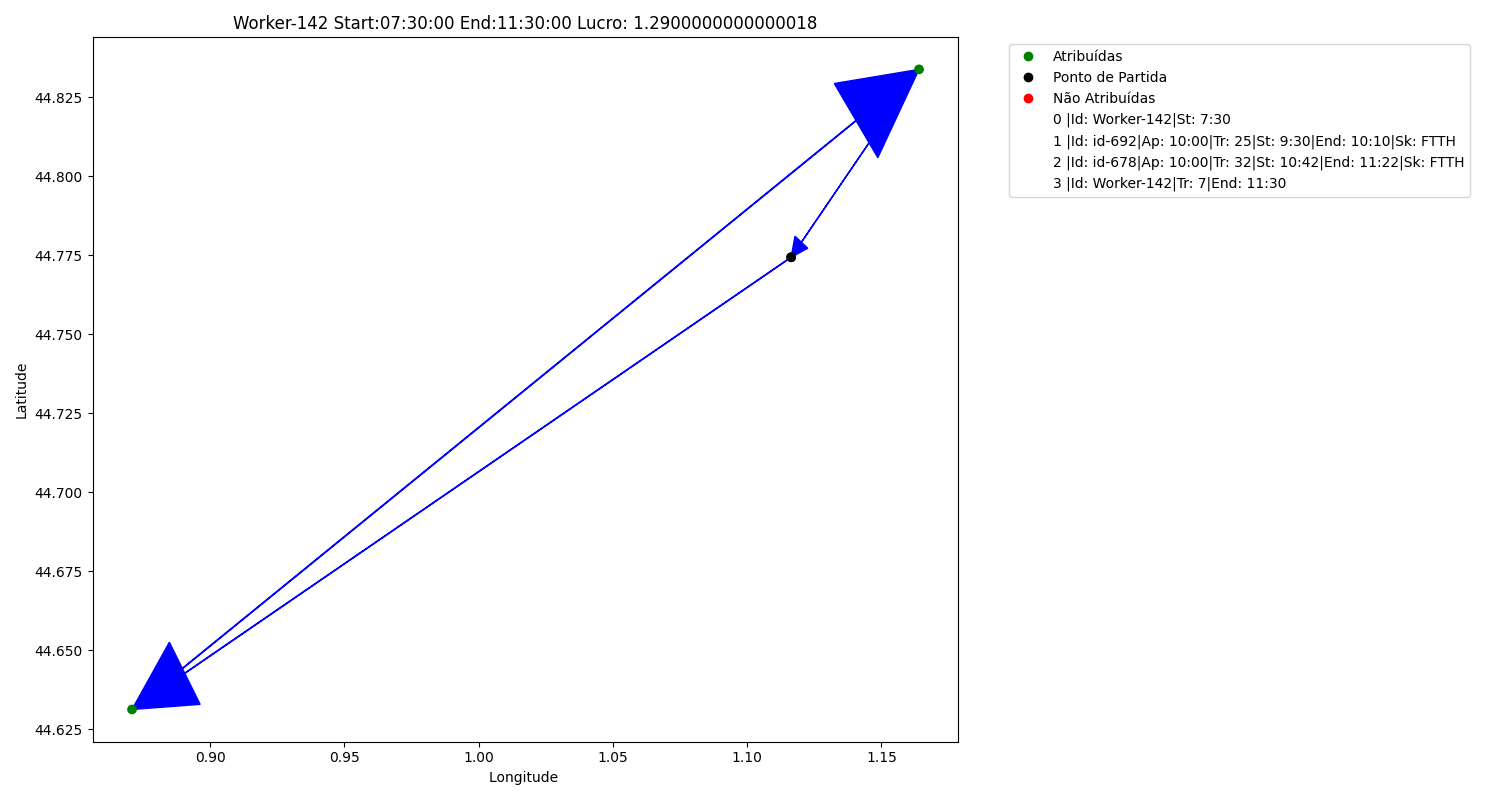 Worker-142 Start:07:30:00 End:11:30:00 Lucro: 1.2900000000000018
Atribuídas
Ponto de Partida
Não Atribuídas
0 |Id: Worker-142|St: 7:30
1 |Id: id-692|Ap: 10:00|Tr: 25|St: 9:30|End: 10:10|Sk: FTTH
2 |Id: id-678|Ap: 10:00|Tr: 32|St: 10:42|End: 11:22|Sk: FTTH
3 |Id: Worker-142|Tr: 7|End: 11:30
44.825
44.800
44.775
44.750
44.725
44.700
44.675
44.650
44.625
Latitude
0.90
0.95
1.00
1.05
1.10
1.15
Longitude